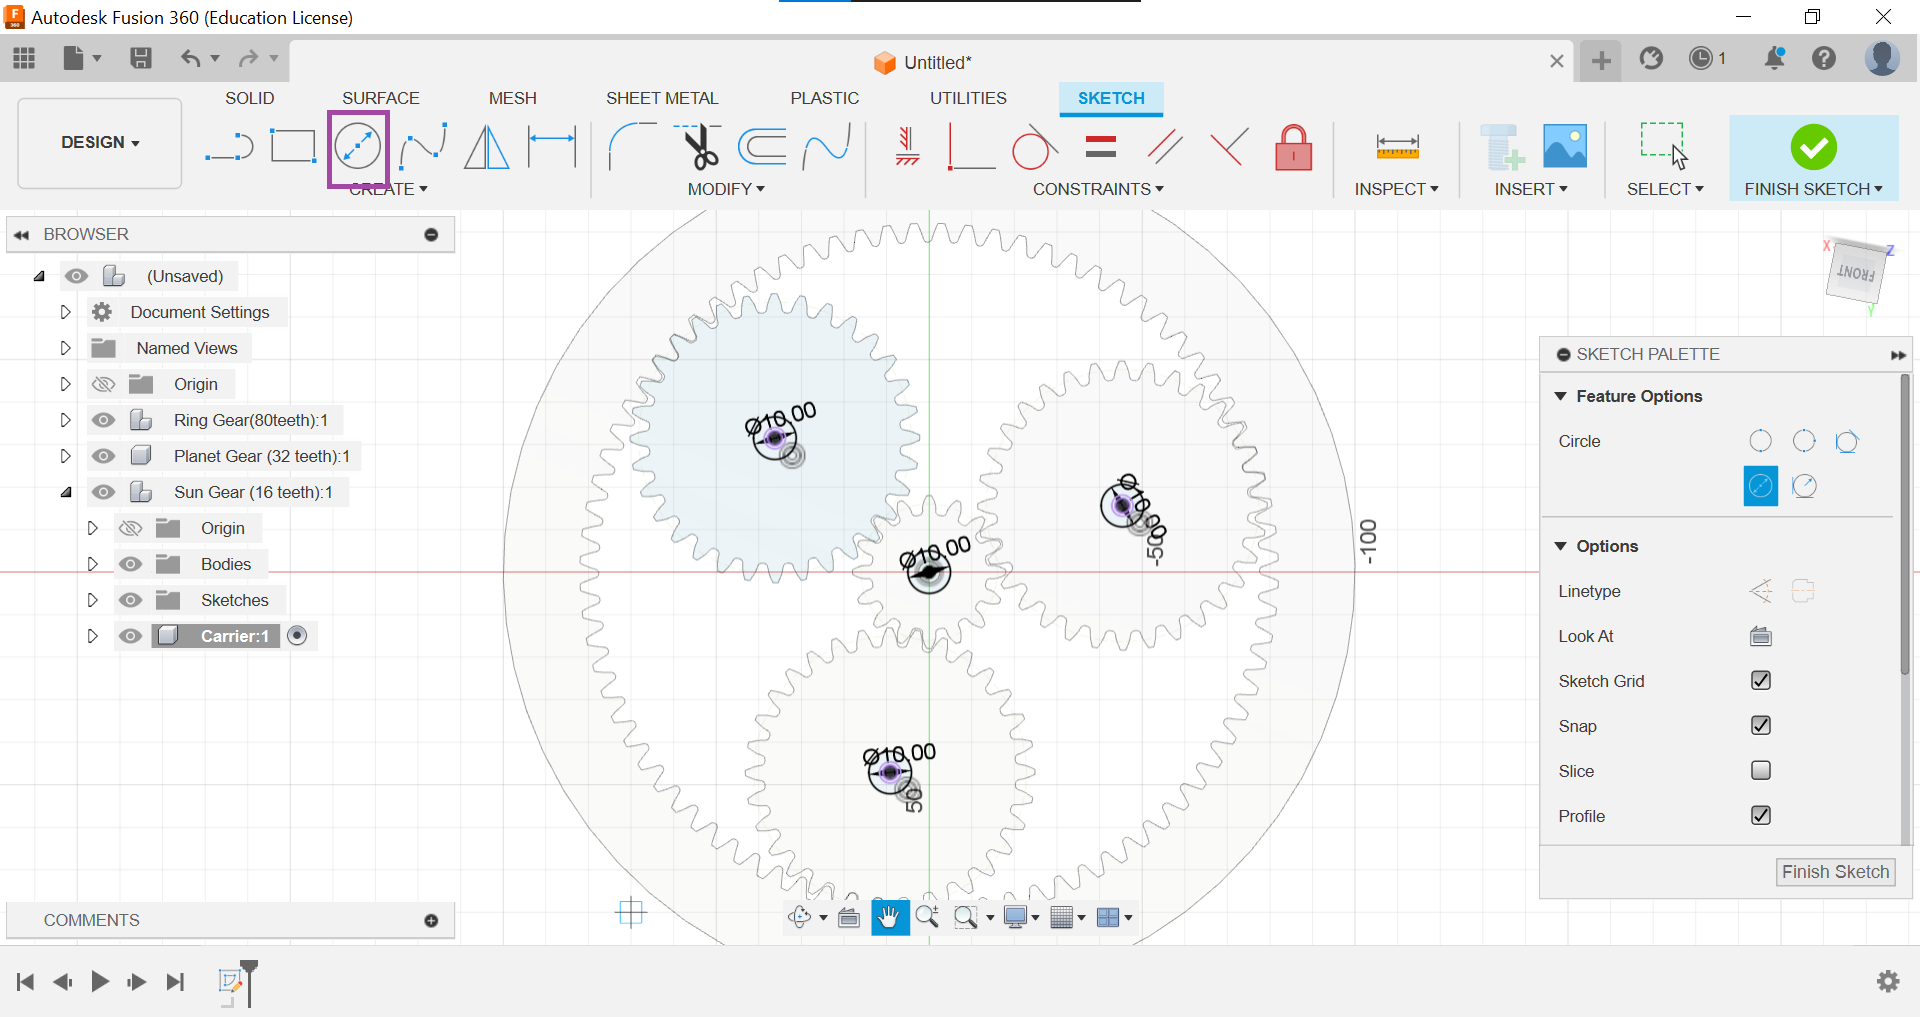 Autodesk Fusion 360 (Education License)
Untitled*
1
DESIGN
SOLID
SURFACE
MESH
SHEET METAL
PLASTIC
UTILITIES
SKETCH
CREATE
MODIFY
CONSTRAINTS
INSPECT
INSERT
SELECT
FINISH SKETCH
BROWSER
(Unsaved)
Document Settings
Named Views
Origin
Ring Gear(80teeth):1
Planet Gear (32 teeth):1
Sun Gear (16 teeth):1
Origin
Bodies
Sketches
Carrier:1
COMMENTS
Ø10.00
Ø10.00
-50
-100
Ø10.00
Ø10.00
50
X
Z
FRONT
Y
SKETCH PALETTE
Feature Options
Circle
Options
Linetype
Look At
Sketch Grid
Snap
Slice
Profile
Finish Sketch